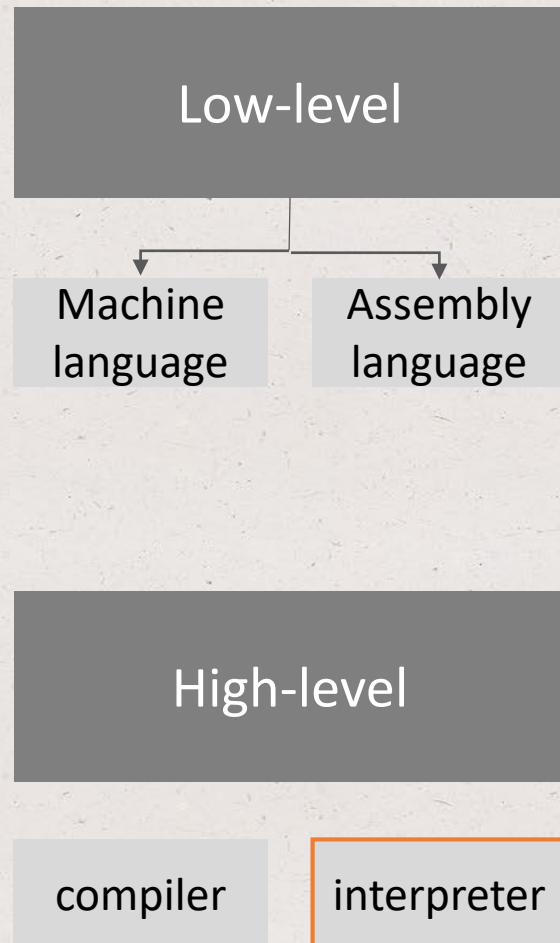 Low-level
Machine
language
Assembly
language
High-level
compiler
interpreter